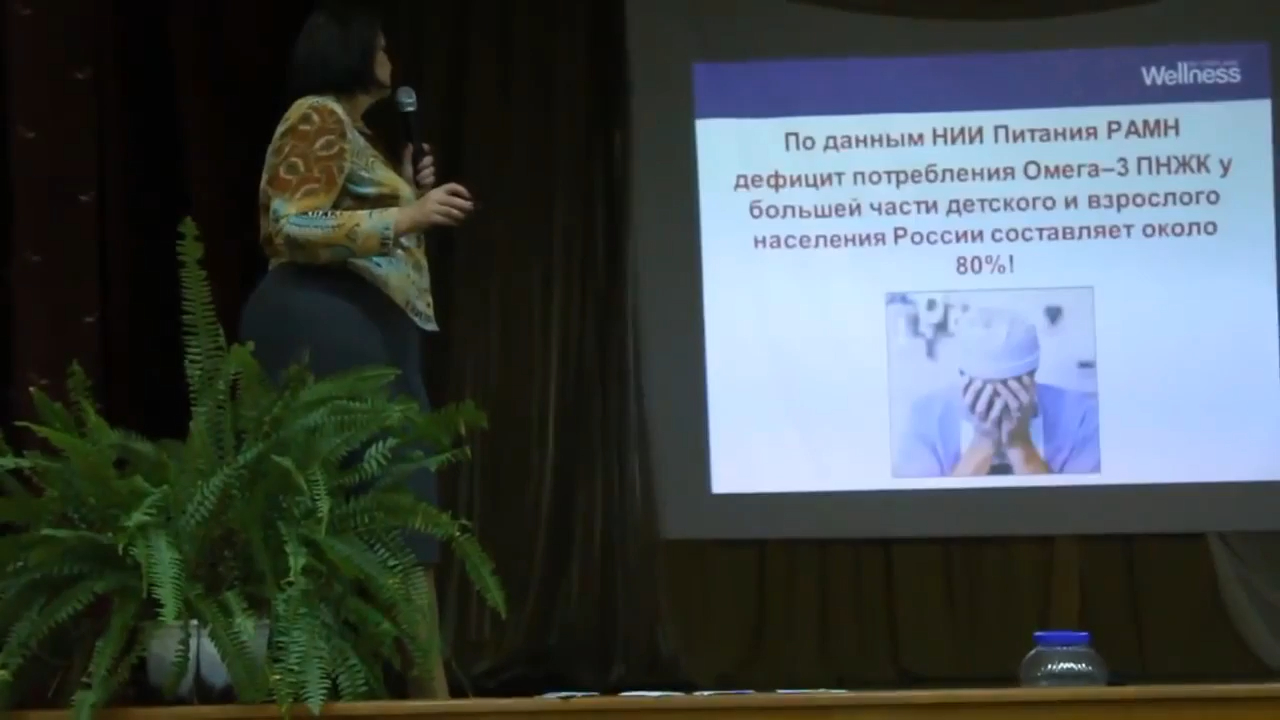 Wellness
По данным НИИ Питания РАМН
дефицит потребления Омега–3 ПНЖК у
большей части детского и взрослого
населения России составляет около
80%!